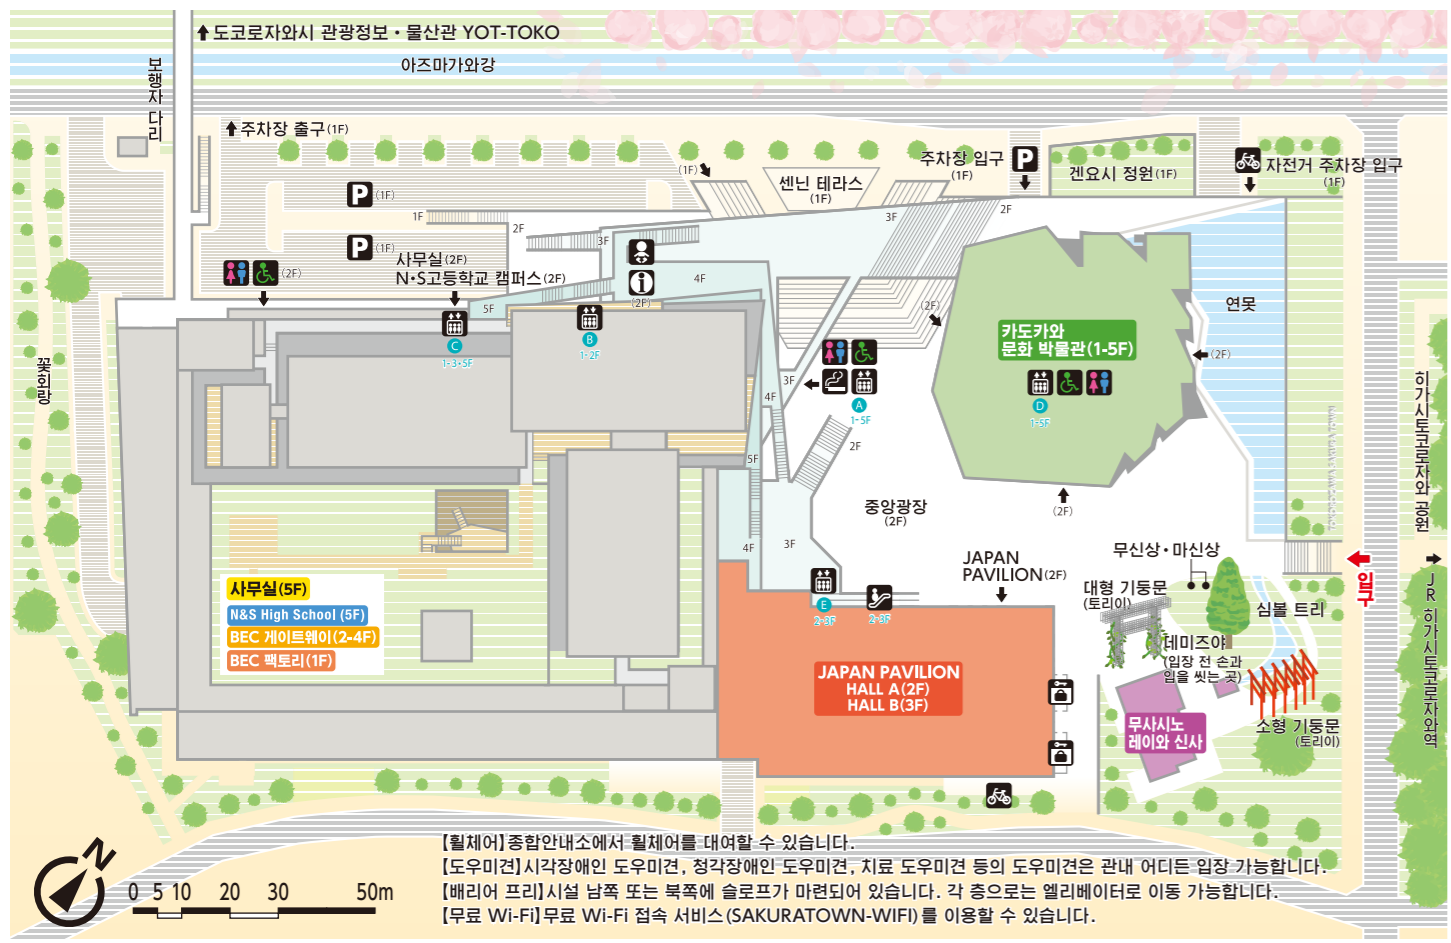 도코로자와시 관광정보・물산관 YOT-TOKO
아즈마가와강
보행자 다리
주차장 출구(1F)
(1F)
센닌 테라스
(1F)
주차장 입구
(1F)
P
겐요시 정원(1F)
자전거 주차장 입구
(1F)
P (1F)
P (1F)
1F
2F
3F
3F
2F
사무실(2F)
N・S고등학교 캠퍼스(2F)
(2F)
i
(2F)
4F
5F
C
1・3・5F
B
1・2F
(2F)
연못
카도카와
문화 박물관(1-5F)
(2F)
D
1-5F
3F
4F
A
1-5F
2F
5F
(2F)
꽃회랑
히가시토코로자와 공원
중앙광장
(2F)
4F
3F
JAPAN
PAVILION(2F)
무신상・마신상
대형 기둥문
(토리이)
심볼 트리
입구
JR 히가시토코로자와역
E
2-3F
2-3F
데미즈야
(입장 전 손과
입을 씻는 곳)
사무실(5F)
N&S High School (5F)
BEC 게이트웨이(2-4F)
BEC 팩토리(1F)
JAPAN PAVILION
HALL A(2F)
HALL B(3F)
무사시노
레이와 신사
소형 기둥문
(토리이)
N
0 5 10 20 30 50m
【휠체어】종합안내소에서 휠체어를 대여할 수 있습니다.
【도우미견】시각장애인 도우미견, 청각장애인 도우미견, 치료 도우미견 등의 도우미견은 관내 어디든 입장 가능합니다.
【배리어 프리】시설 남쪽 또는 북쪽에 슬로프가 마련되어 있습니다. 각 층으로는 엘리베이터로 이동 가능합니다.
【무료 Wi-Fi】무료 Wi-Fi 접속 서비스(SAKURATOWN-WIFI)를 이용할 수 있습니다.